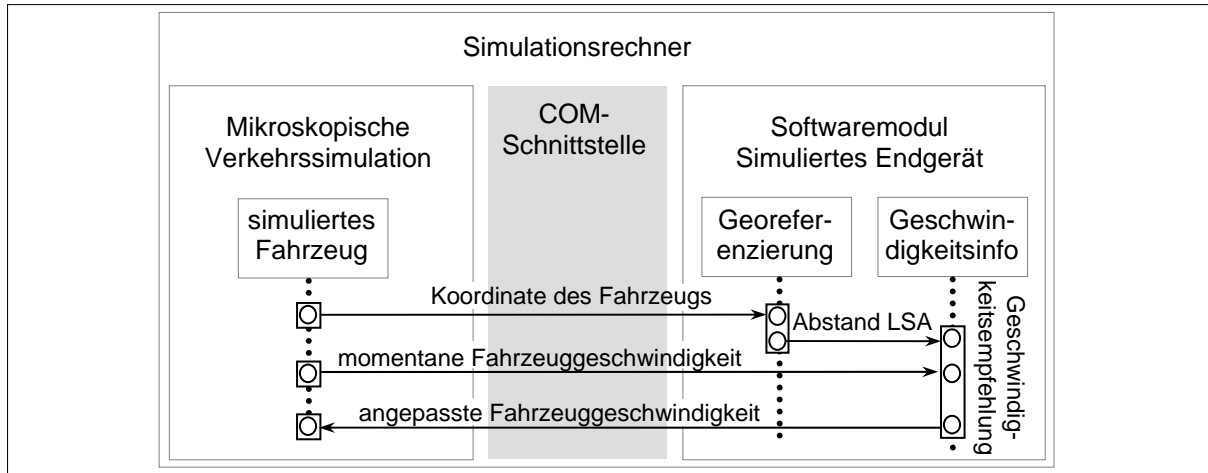 Simulationsrechner
Mikroskopische
Verkehrssimulation
COM-
Schnittstelle
Softwaremodul
Simuliertes Endgerät
simuliertes
Fahrzeug
Georefer-
enzierung
Geschwin-
digkeitsinfo
Koordinate des Fahrzeugs
Abstand LSA
momentane Fahrzeuggeschwindigkeit
angepasste Fahrzeuggeschwindigkeit
Geschwindig-
keitsempfehlung